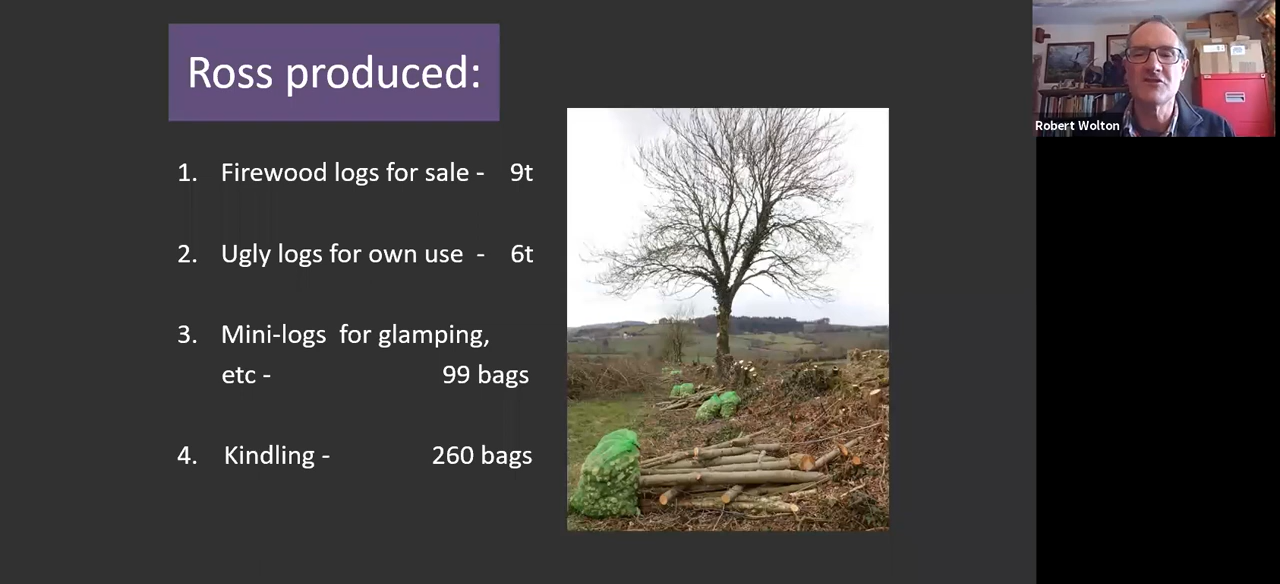 Ross produced:
1. Firewood logs for sale - 9t
2. Ugly logs for own use - 6t
3. Mini-logs for glamping,
etc - 99 bags
4. Kindling - 260 bags
Robert Wolton